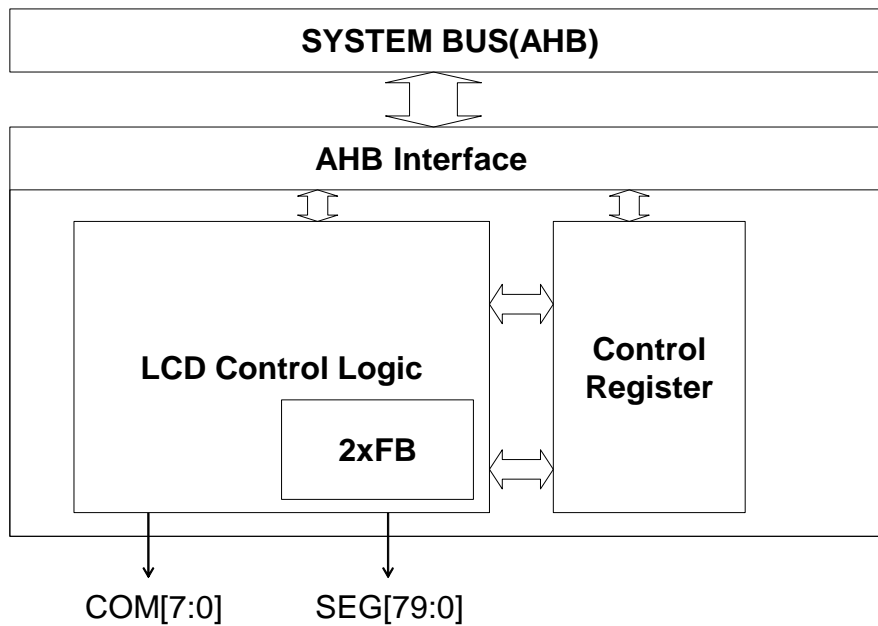 SYSTEM BUS(AHB)
AHB Interface
LCD Control Logic
Control
Register
2xFB
COM[7:0]
SEG[79:0]